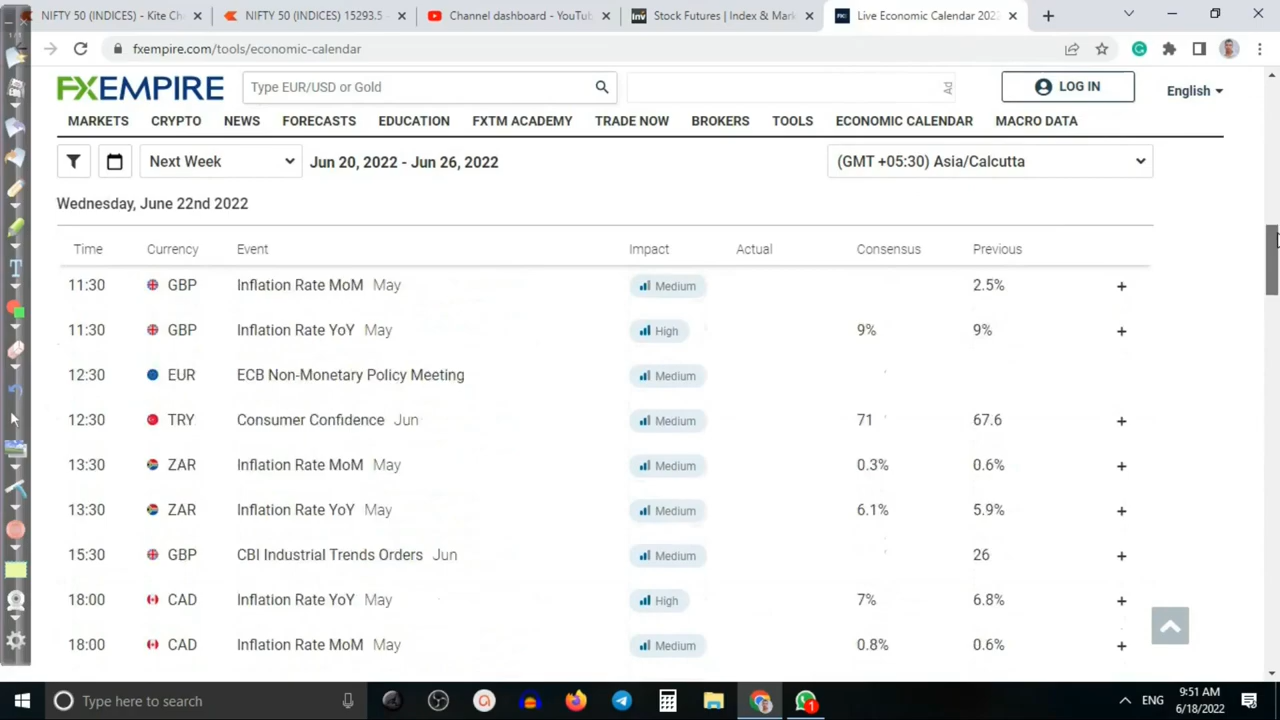 NIFTY 50 (INDICES) - Kite Ch
NIFTY 50 (INDICES) 15293.5
Channel dashboard - YouTu
Stock Futures | Index & Mark
Live Economic Calendar 2022
fxempire.com/tools/economic-calendar
FXEMPIRE
Type EUR/USD or Gold
Ad
LOG IN
English
MARKETS CRYPTO NEWS FORECASTS EDUCATION FXTM ACADEMY TRADE NOW BROKERS TOOLS ECONOMIC CALENDAR MACRO DATA
Next Week Jun 20, 2022 - Jun 26, 2022 (GMT +05:30) Asia/Calcutta
Wednesday, June 22nd 2022
Time Currency Event Impact Actual Consensus Previous
11:30 GBP Inflation Rate MoM May Medium 2.5% +
11:30 GBP Inflation Rate YoY May High 9% 9% +
12:30 EUR ECB Non-Monetary Policy Meeting Medium
12:30 TRY Consumer Confidence Jun Medium 71 67.6 +
13:30 ZAR Inflation Rate MoM May Medium 0.3% 0.6% +
13:30 ZAR Inflation Rate YoY May Medium 6.1% 5.9% +
15:30 GBP CBI Industrial Trends Orders Jun Medium 26 +
18:00 CAD Inflation Rate YoY May High 7% 6.8% +
18:00 CAD Inflation Rate MoM May Medium 0.8% 0.6% +
Type here to search
ENG
9:51 AM
6/18/2022